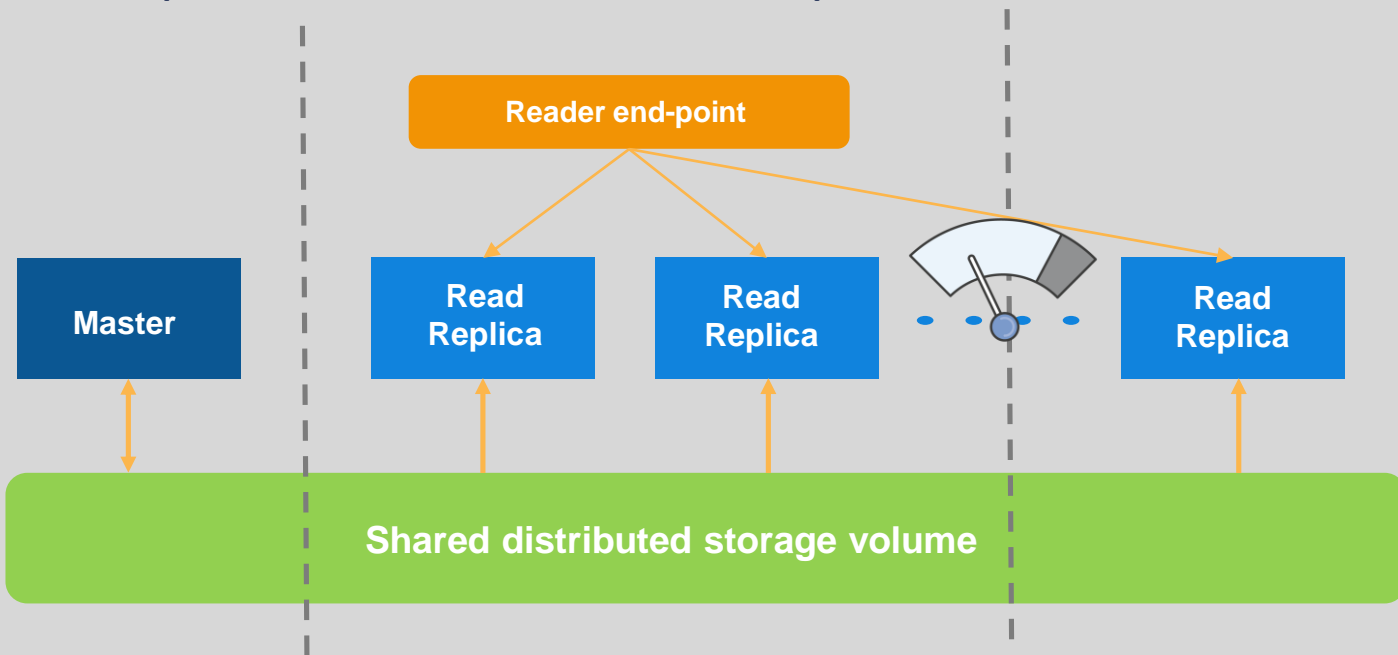 Reader end-point
Master
Read
Replica
Read
Replica
Read
Replica
Shared distributed storage volume